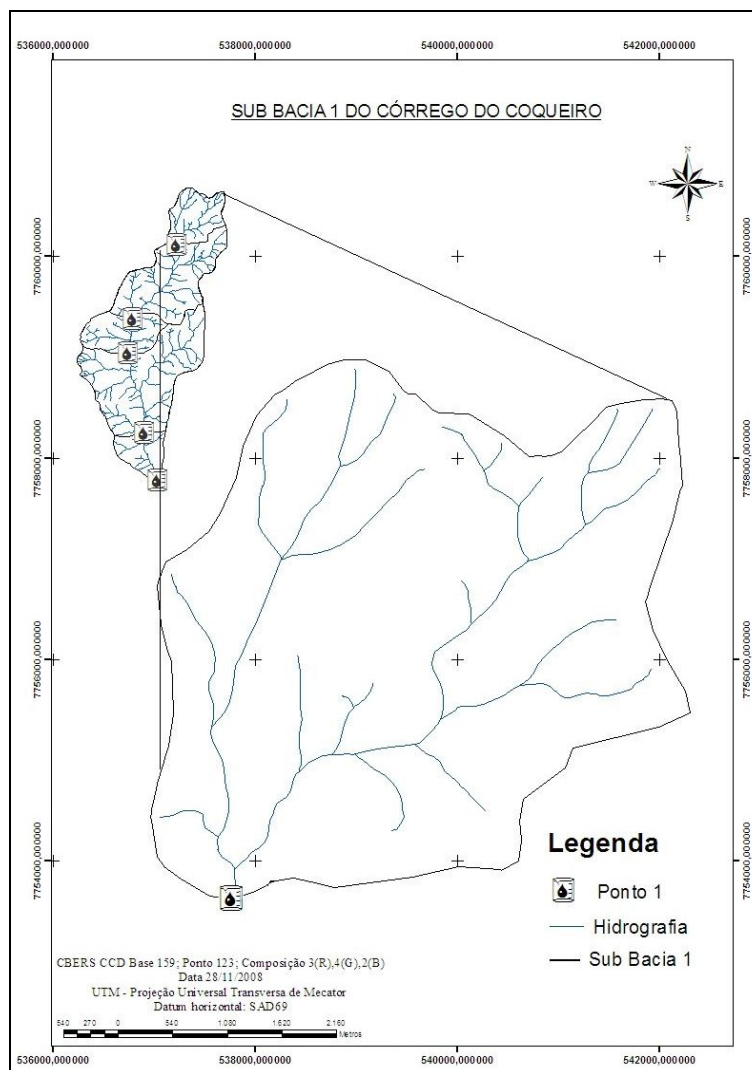 536000,000000 538000,000000 540000,000000 542000,000000
SUB BACIA 1 DO CÓRREGO DO COQUEIRO
N
W E
S
7760000,000000 7760000,000000
7758000,000000 7758000,000000
7756000,000000 7756000,000000
7754000,000000 7754000,000000
Legenda
Ponto 1
Hidrografia
Sub Bacia 1
CBERS CCD Base 159; Ponto 123; Composição 3(R),4(G),2(B)
Data 28/11/2008
UTM - Projeção Universal Transversa de Mecator
Datum horizontal: SAD69
540 270 0 540 1.080 1.620 2.160
Metros
536000,000000 538000,000000 540000,000000 542000,000000